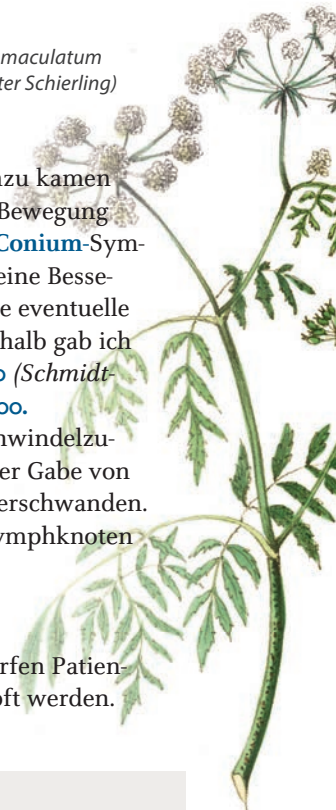 maculatum
ter Schierling)
zu kamen
Bewegung
Conium-Sym-
eine Besse-
e eventuelle
halb gab ich
(Schmidt-
00.
hwindelzu-
er Gabe von
erschwanden.
ymphknoten
rfen Patien-
oft werden.